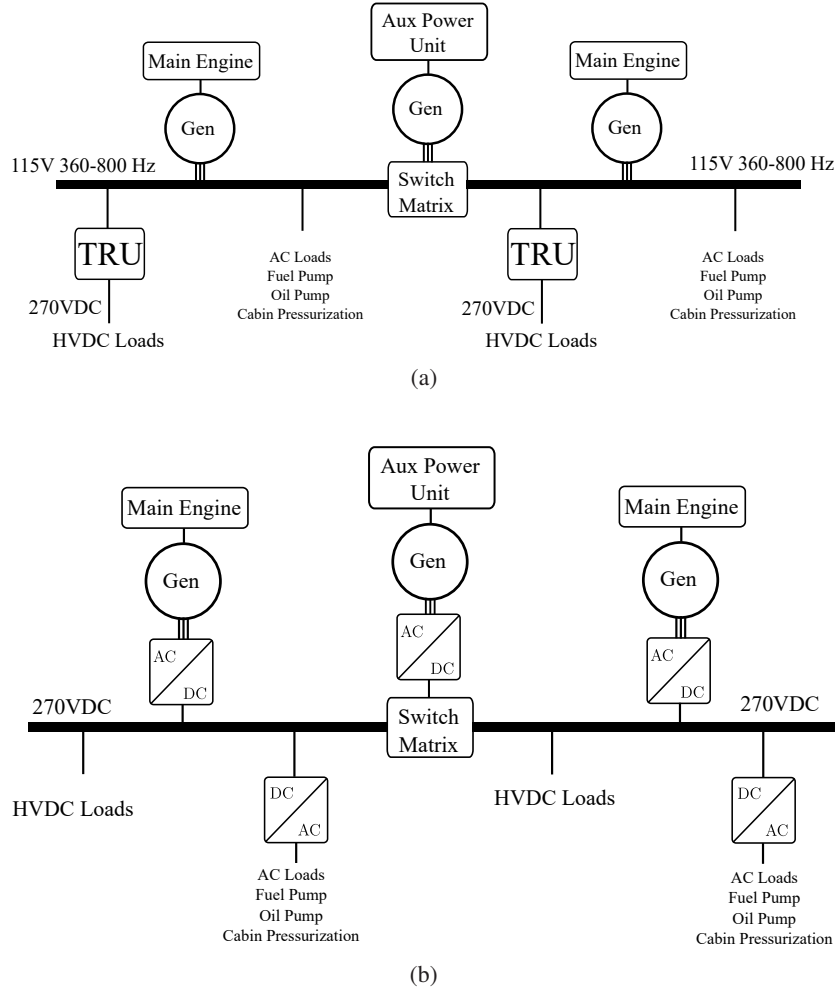 Aux Power
Unit
Main Engine
Main Engine
Gen
Gen
Gen
115V 360-800 Hz
115V 360-800 Hz
Switch
Matrix
TRU
AC Loads
Fuel Pump
Oil Pump
Cabin Pressurization
TRU
AC Loads
Fuel Pump
Oil Pump
Cabin Pressurization
270VDC
HVDC Loads
270VDC
HVDC Loads
(a)
Aux Power
Unit
Main Engine
Main Engine
Gen
Gen
Gen
AC
DC
AC
DC
AC
DC
270VDC
270VDC
Switch
Matrix
HVDC Loads
DC
AC
HVDC Loads
DC
AC
AC Loads
Fuel Pump
Oil Pump
Cabin Pressurization
AC Loads
Fuel Pump
Oil Pump
Cabin Pressurization
(b)